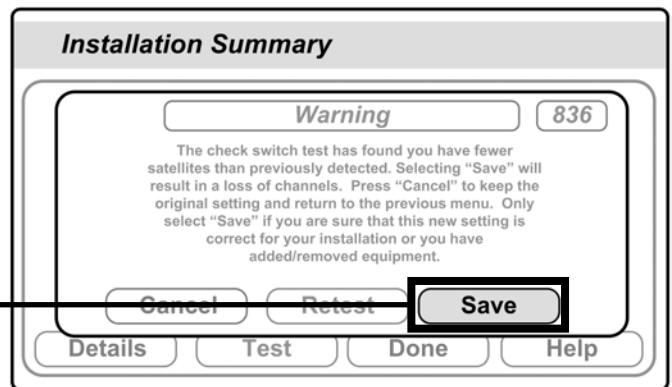 Installation Summary
Warning 836
The check switch test has found you have fewer
satellites than previously detected. Selecting “Save” will
result in a loss of channels. Press “Cancel” to keep the
original setting and return to the previous menu. Only
select “Save” if you are sure that this new setting is
correct for your installation or you have
added/removed equipment.
Cancel Retest Save
Details Test Done Help